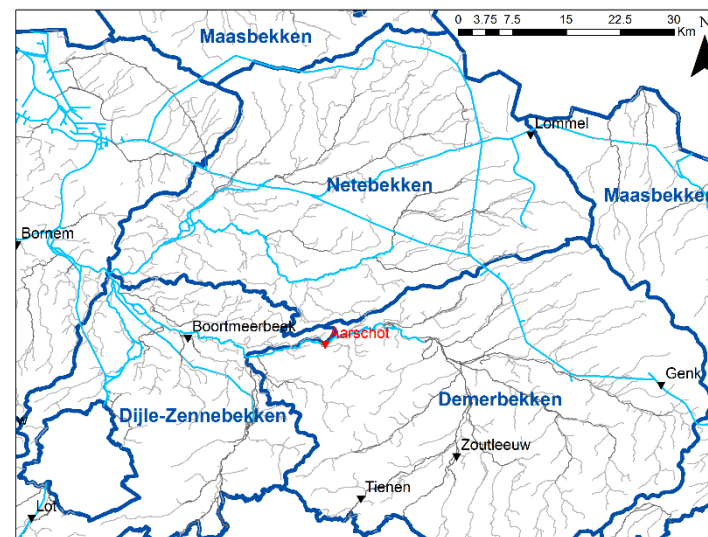 Maasbekken
0 3.75 7.5 15 22.5 30
Km
N
Lommel
Netebekken
Maasbekken
Bornem
Boortmeerbeek
Aarschot
Genk
Dijle-Zennebekken
Demerbekken
Zoutleeuw
Tienen
Lot